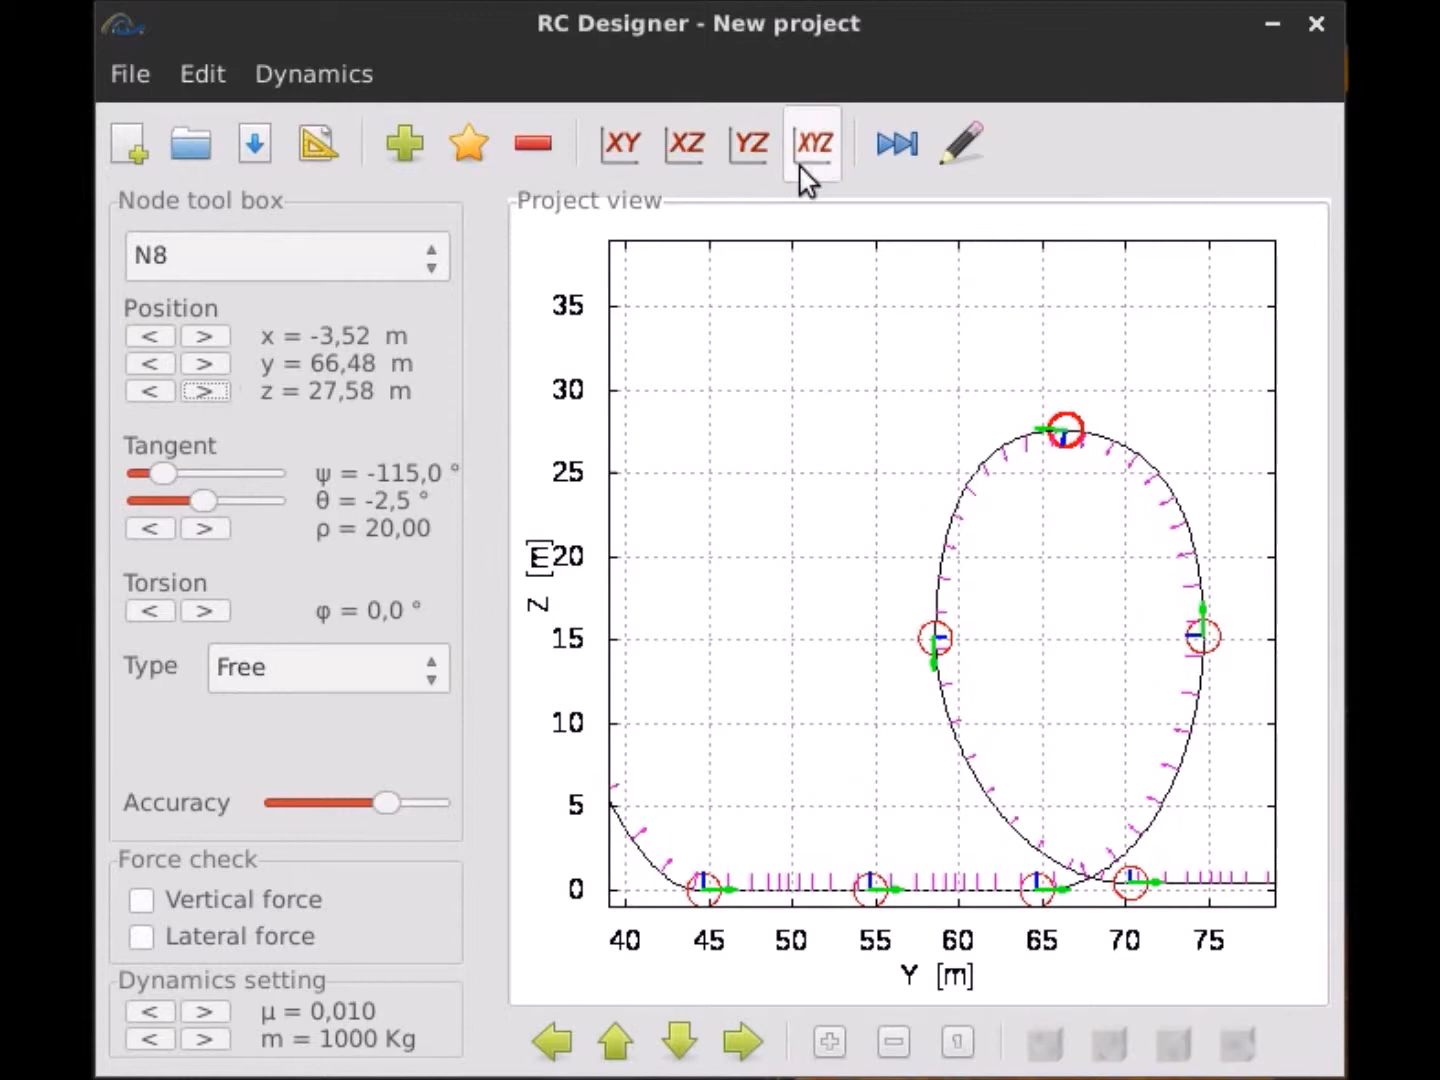 RC Designer - New project
File Edit Dynamics
XY XZ YZ XYZ
Node tool box
N8
Position
< > x = -3,52 m
< > y = 66,48 m
< > z = 27,58 m
Tangent
ψ = -115,0 °
θ = -2,5 °
< > ρ = 20,00
Torsion
< > φ = 0,0 °
Type Free
Accuracy
Force check
Vertical force
Lateral force
Dynamics setting
< > μ = 0,010
< > m = 1000 Kg
Project view
35
30
25
20
15
10
5
0
Z [m]
40 45 50 55 60 65 70 75
Y [m]